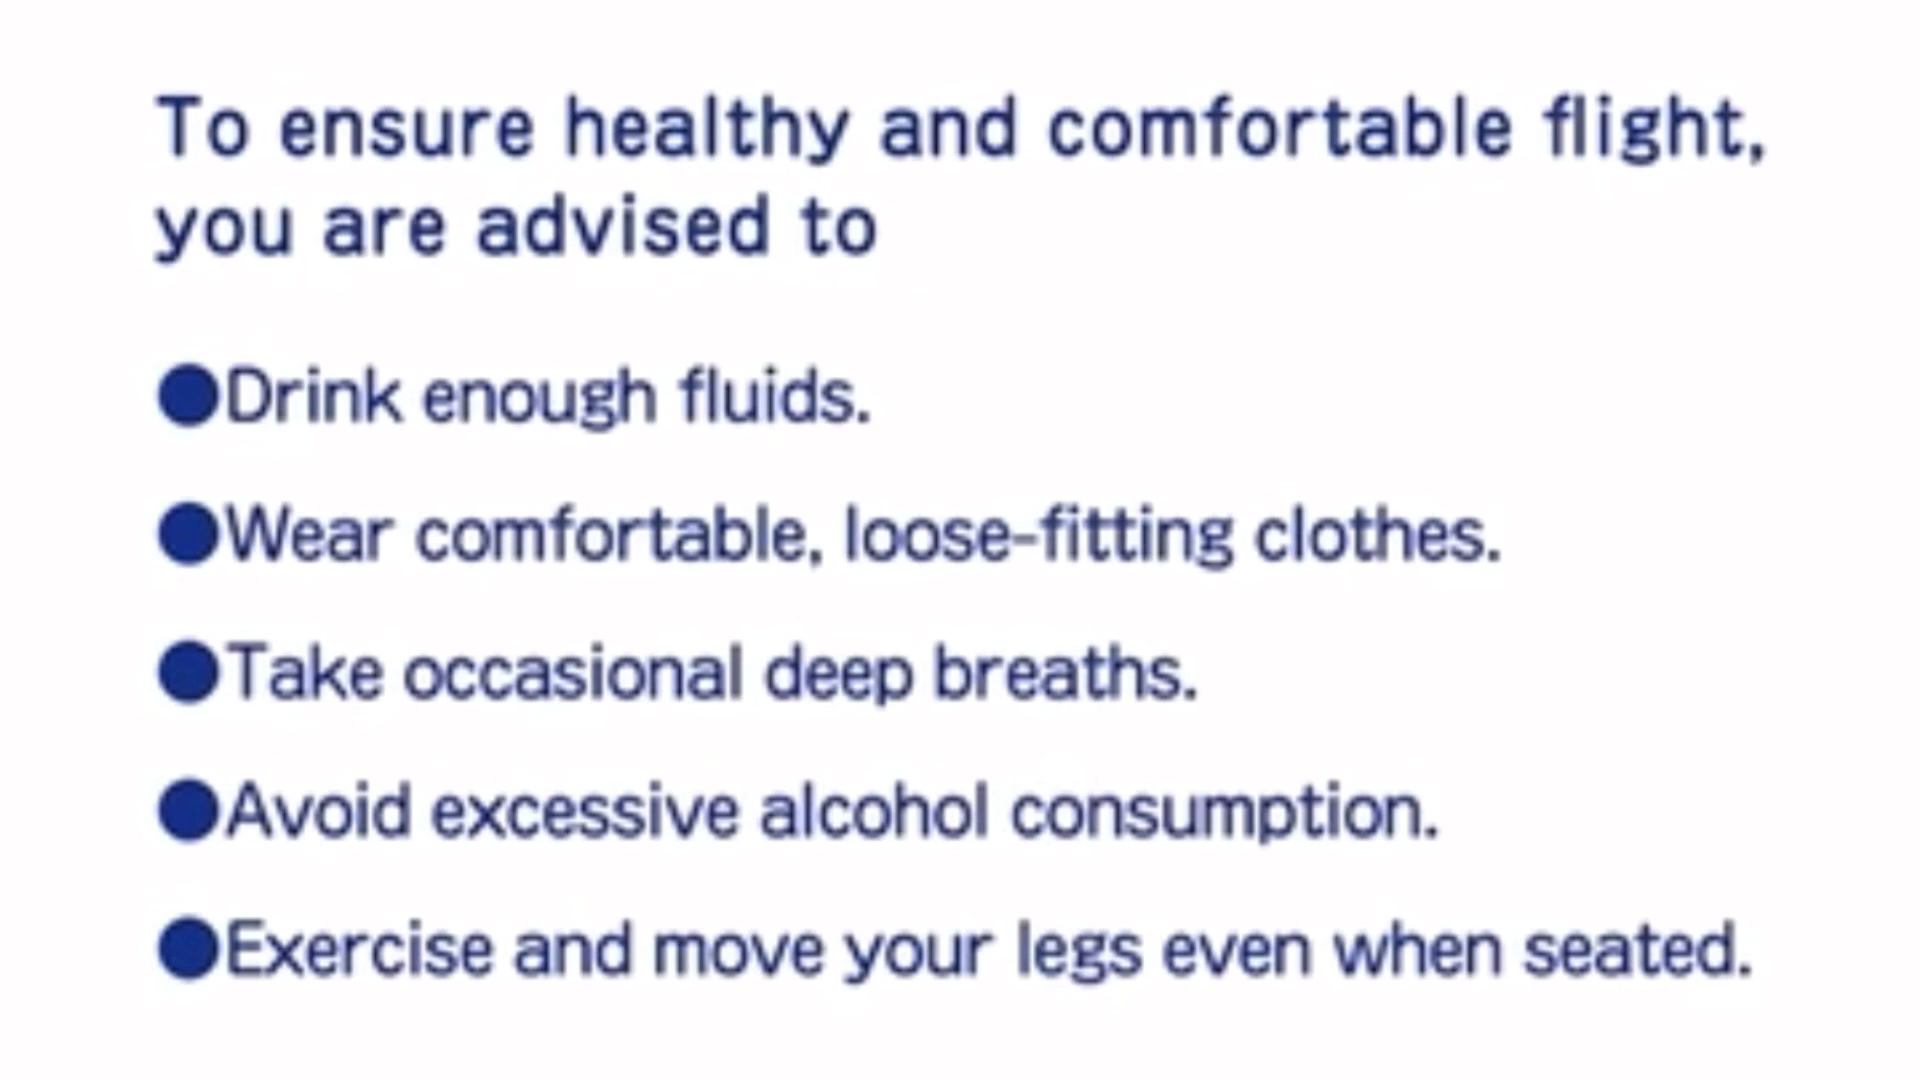 To ensure healthy and comfortable flight,
you are advised to
●Drink enough fluids.
●Wear comfortable, loose-fitting clothes.
●Take occasional deep breaths.
●Avoid excessive alcohol consumption.
●Exercise and move your legs even when seated.